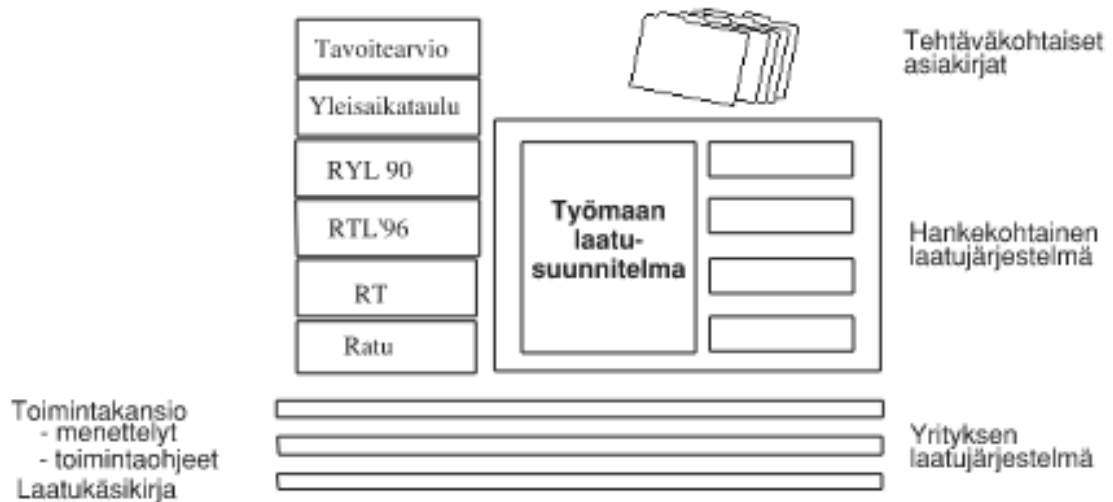 Tavoitearvio
Yleisaikataulu
RYL 90
RTL'96
RT
Ratu
Työmaan
laatu-
suunnitelma
Tehtäväkohtaiset
asiakirjat
Hankekohtainen
laatujärjestelmä
Toimintakansio
- menettelyt
- toimintaohjeet
Laatukäsikirja
Yrityksen
laatujärjestelmä